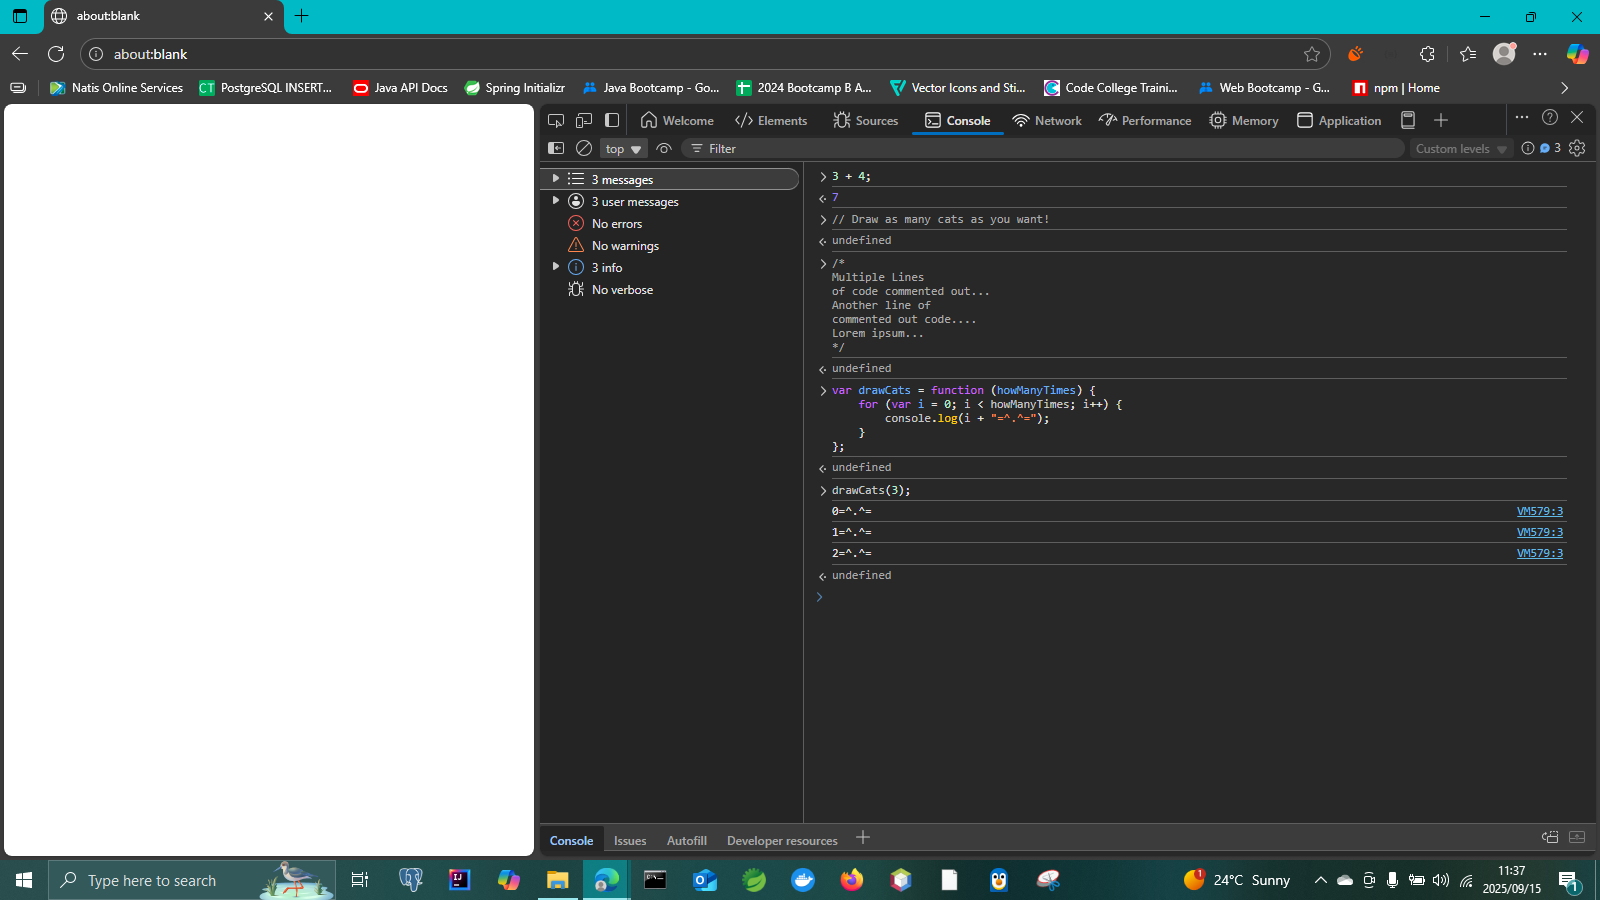 about:blank
about:blank
Natis Online Services
PostgreSQL INSERT...
Java API Docs
Spring Initializr
Java Bootcamp - Go...
2024 Bootcamp B A...
Vector Icons and Sti...
Code College Traini...
Web Bootcamp - G...
npm | Home
Welcome
Elements
Sources
Console
Network
Performance
Memory
Application
top
Filter
Custom levels
3
3 messages
3 user messages
No errors
No warnings
3 info
No verbose
3 + 4;
7
// Draw as many cats as you want!
undefined
/*
Multiple Lines
of code commented out...
Another line of
commented out code....
Lorem ipsum...
*/
undefined
var drawCats = function (howManyTimes) {
    for (var i = 0; i < howManyTimes; i++) {
        console.log(i + "=^.^=");
    }
};
undefined
drawCats(3);
0=^.^= VM579:3
1=^.^= VM579:3
2=^.^= VM579:3
undefined
Console
Issues
Autofill
Developer resources
Type here to search
1
24°C Sunny
11:37
2025/09/15
1